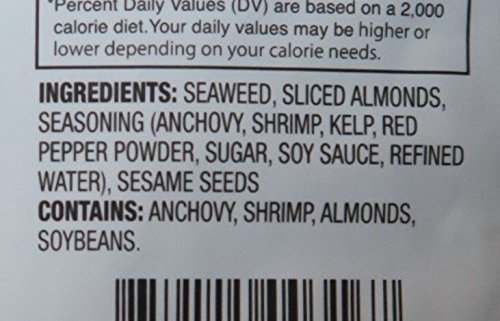 *Percent Daily Values (DV) are based on a 2,000
calorie diet. Your daily values may be higher or
lower depending on your calorie needs.
INGREDIENTS: SEAWEED, SLICED ALMONDS,
SEASONING (ANCHOVY, SHRIMP, KELP, RED
PEPPER POWDER, SUGAR, SOY SAUCE, REFINED
WATER), SESAME SEEDS
CONTAINS: ANCHOVY, SHRIMP, ALMONDS,
SOYBEANS.